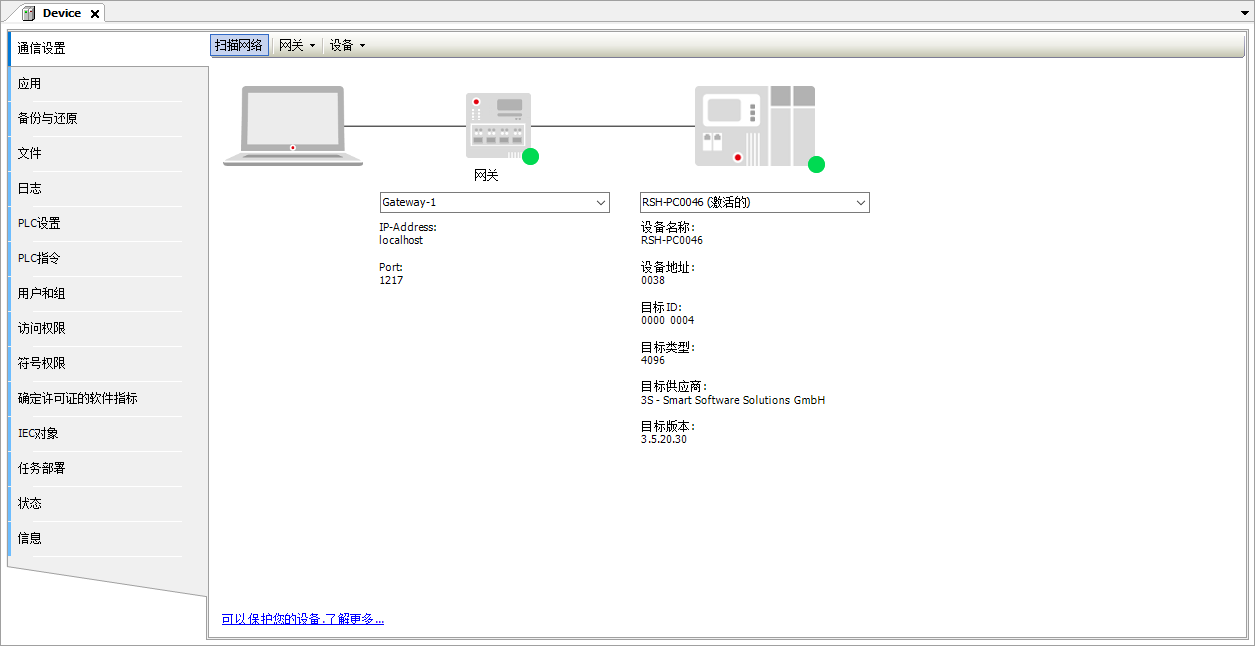 Device
通信设置
应用
备份与还原
文件
日志
PLC设置
PLC指令
用户和组
访问权限
符号权限
确定许可证的软件指标
IEC对象
任务部署
状态
信息
扫描网络 网关 设备
网关
Gateway-1
IP-Address:
localhost
Port:
1217
RSH-PC0046 (激活的)
设备名称:
RSH-PC0046
设备地址:
0038
目标ID:
0000 0004
目标类型:
4096
目标供应商:
3S - Smart Software Solutions GmbH
目标版本:
3.5.20.30
可以保护您的设备.了解更多...